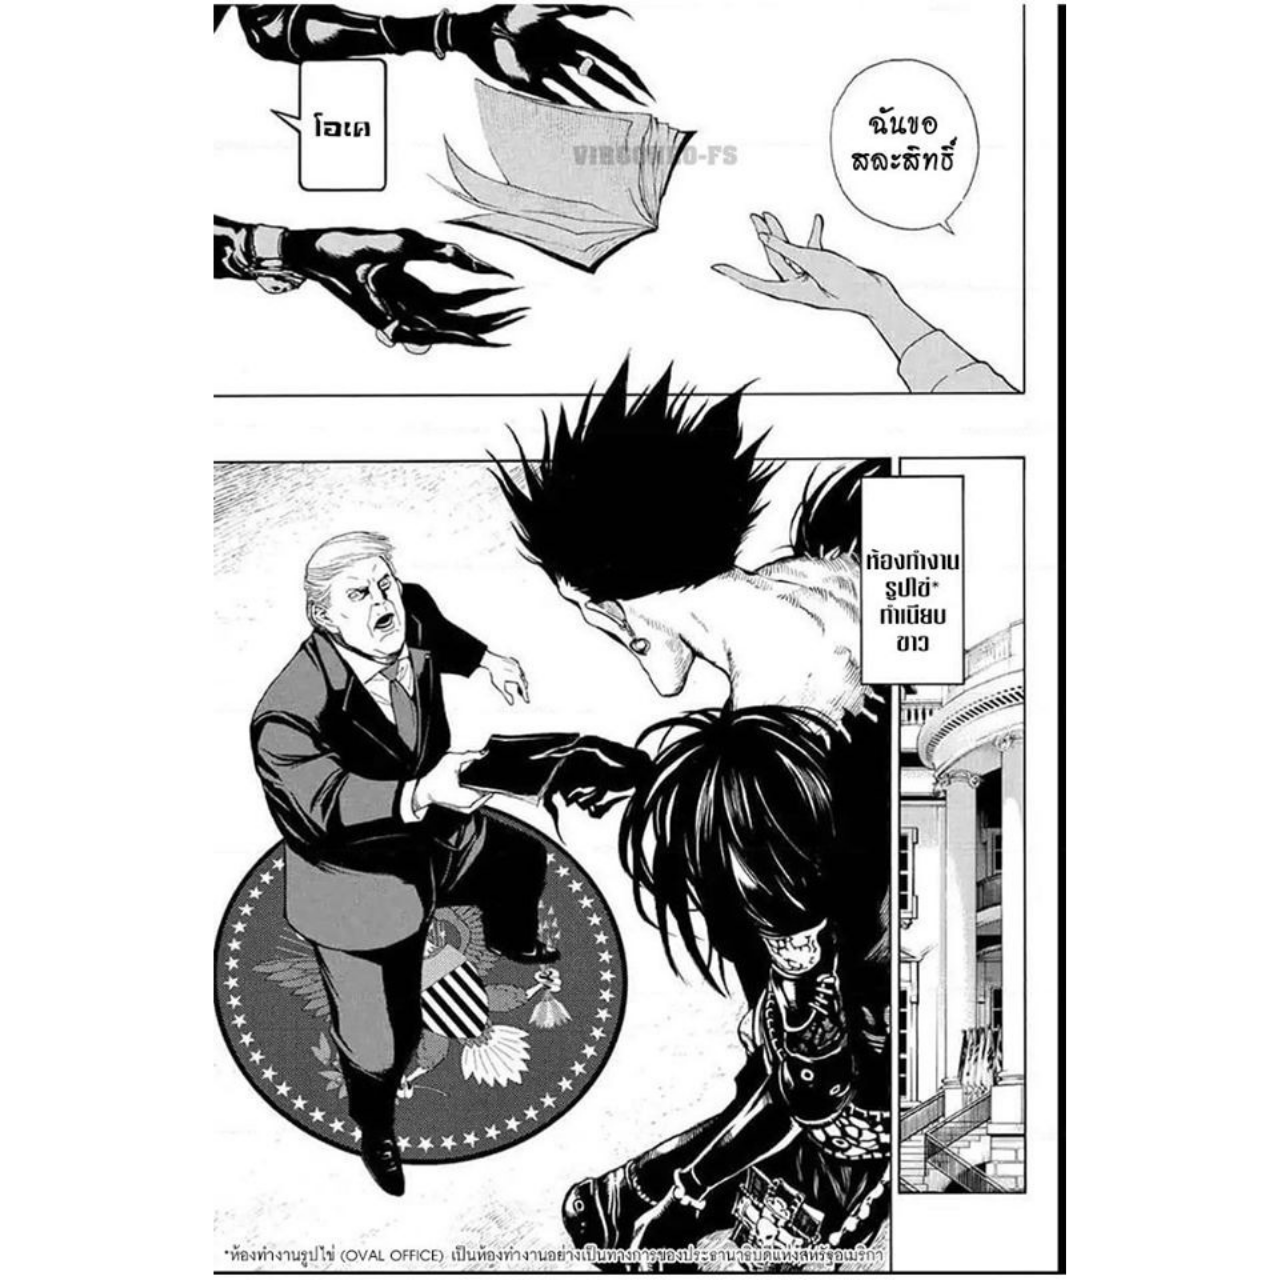 ฉันขอ
สละสิทธิ์
โอเค
VIRGOHRO-FS
ห้องทำงาน
รูปไข่*
ทำเนียบ
ขาว
*ห้องทำงานรูปไข่ (OVAL OFFICE) เป็นห้องทำงานอย่างเป็นทางการของประธานาธิบดีแห่งสหรัฐอเมริกา